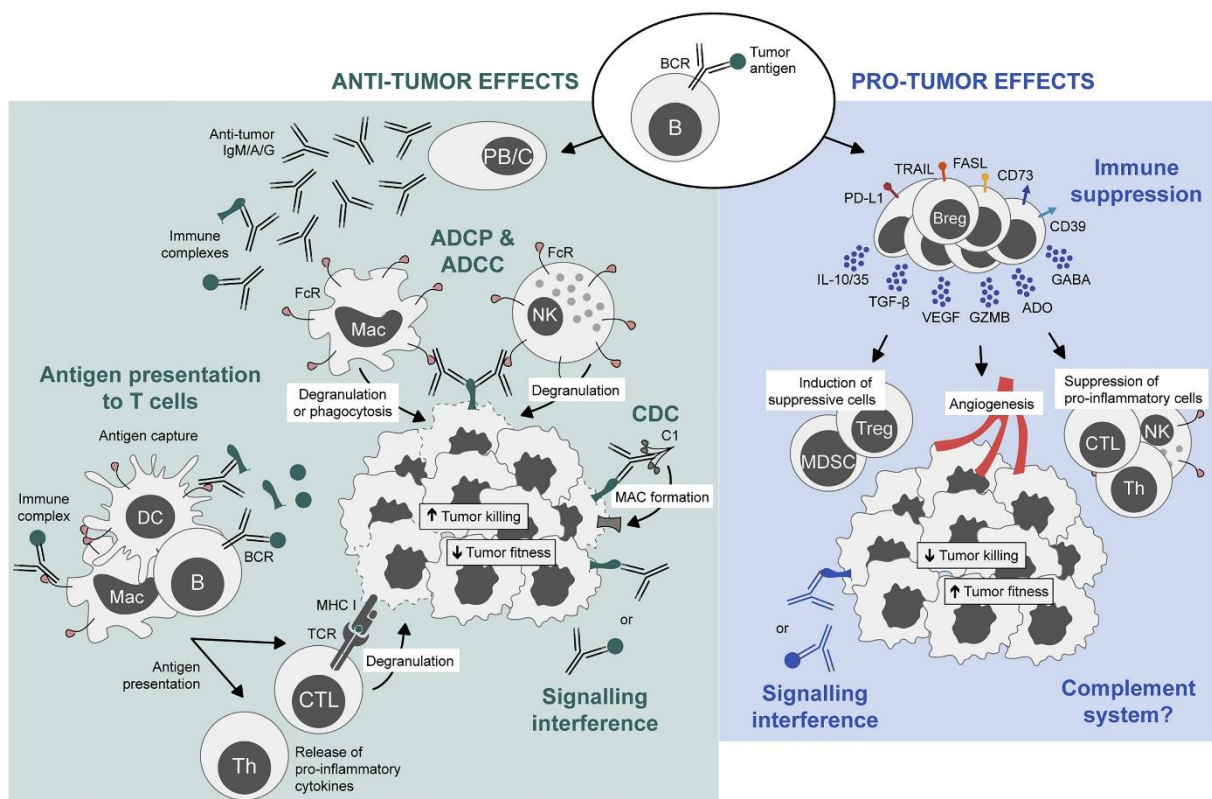 BCR
Tumor
antigen
B
ANTI-TUMOR EFFECTS
Anti-tumor
IgM/A/G
PB/C
Immune
complexes
ADCP &
ADCC
FcR
FcR
Mac
NK
Degranulation
or phagocytosis
Degranulation
Antigen presentation
to T cells
Antigen capture
Immune
complex
DC
BCR
B
Mac
CDC
C1
MAC formation
↑ Tumor killing
↓ Tumor fitness
MHC I
TCR
Degranulation
or
Antigen
presentation
CTL
Signalling
interference
Th
Release of
pro-inflammatory
cytokines
PRO-TUMOR EFFECTS
Immune
suppression
PD-L1
TRAIL
FASL
CD73
CD39
Breg
IL-10/35
TGF-β
VEGF
GZMB
ADO
GABA
Induction of
suppressive cells
Treg
MDSC
Angiogenesis
Suppression of
pro-inflammatory cells
CTL
NK
Th
↓ Tumor killing
↑ Tumor fitness
or
Signalling
interference
Complement
system?